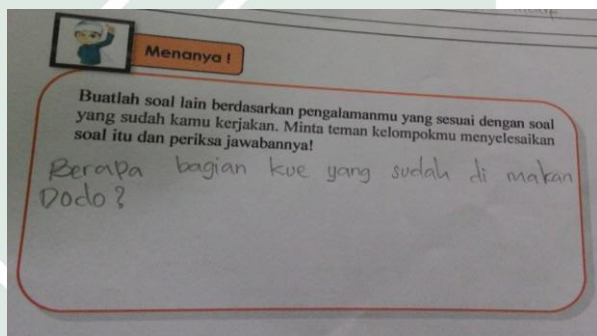 Menanya !
Buatlah soal lain berdasarkan pengalamanmu yang sesuai dengan soal
yang sudah kamu kerjakan. Minta teman kelompokmu menyelesaikan
soal itu dan periksa jawabannya!
Berapa bagian kue yang sudah di makan
Dodo?